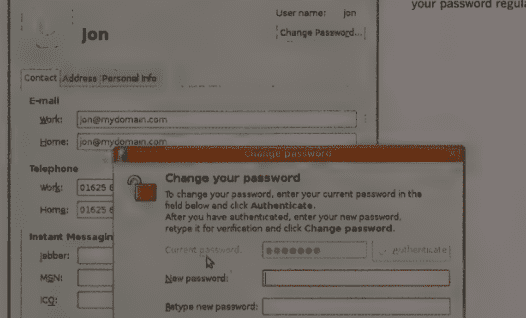 your password regula
User name: jon
Jon
Change Password...
Contact Address Personal Info
E-mail
Work: jon@mydomain.com
Home: jon@mydomain.com
Telephone
Work: 01625 6
Home: 01625 6
Instant Messaging
Jabber:
MSN:
ICQ:
Change password
Change your password
To change your password, enter your current password in the
field below and click Authenticate.
After you have authenticated, enter your new password,
retype it for verification and click Change password.
Current password:
Authenticate
New password:
Retype new password: